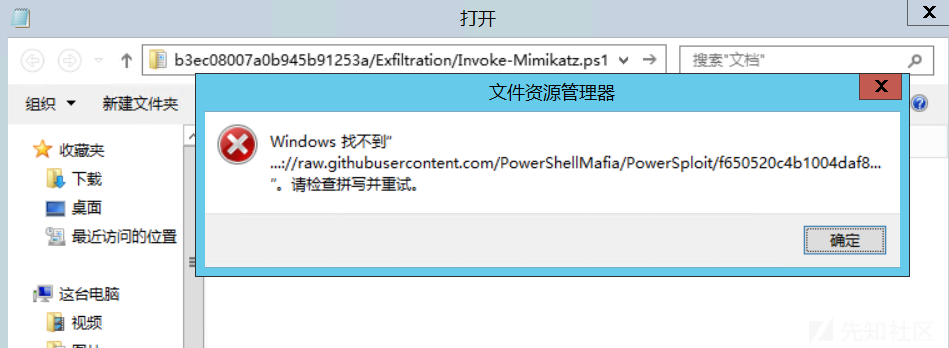 打开
X
b3ec08007a0b945b91253a/Exfiltration/Invoke-Mimikatz.ps1
搜索"文档"
组织
新建文件夹
文件资源管理器
X
收藏夹
下载
桌面
最近访问的位置
Windows 找不到"
...://raw.githubusercontent.com/PowerShellMafia/PowerSploit/f650520c4b1004daf8...
"。请检查拼写并重试。
确定
这台电脑
视频
先知社区